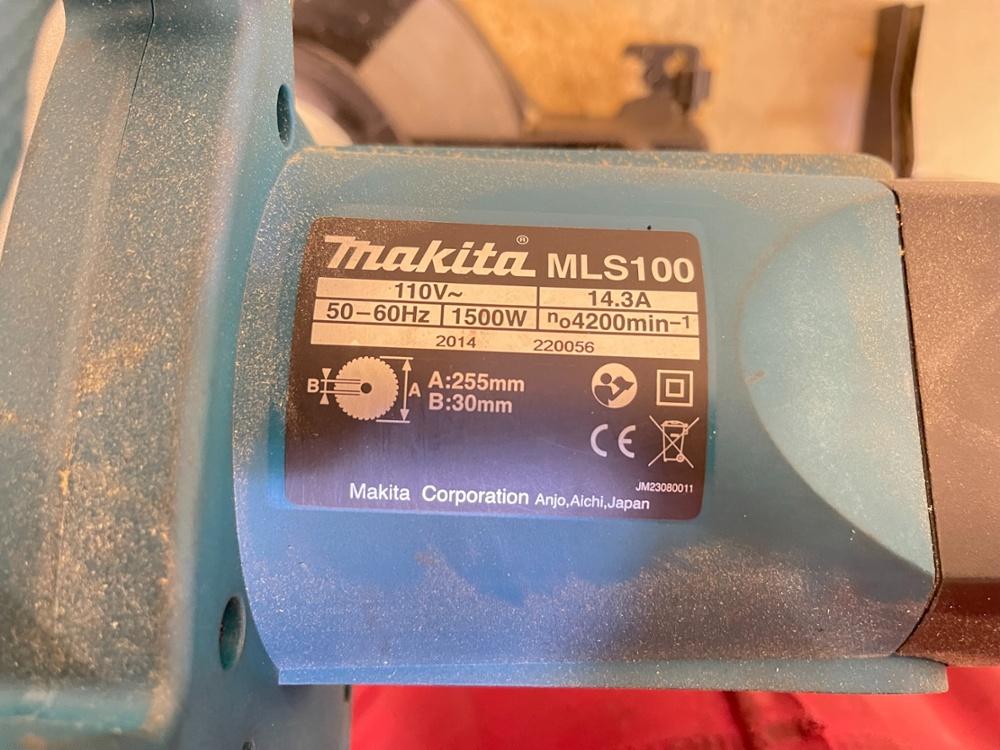 makita® MLS100
110V~ 14.3A
50-60Hz 1500W n₀4200min-1
2014 220056
B A A:255mm
B:30mm
CE
JM23080011
Makita Corporation Anjo,Aichi,Japan